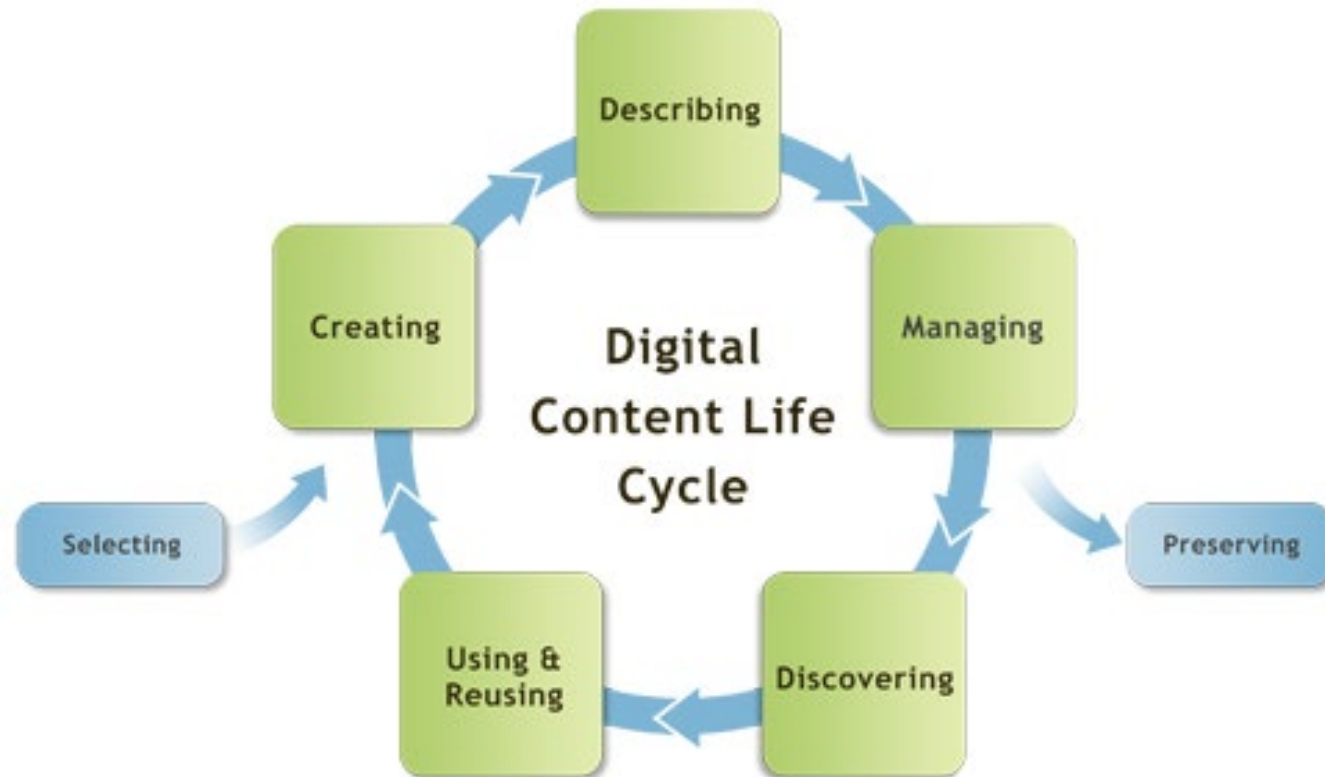 Describing
Creating
Managing
Digital
Content Life
Cycle
Selecting
Preserving
Using &
Reusing
Discovering